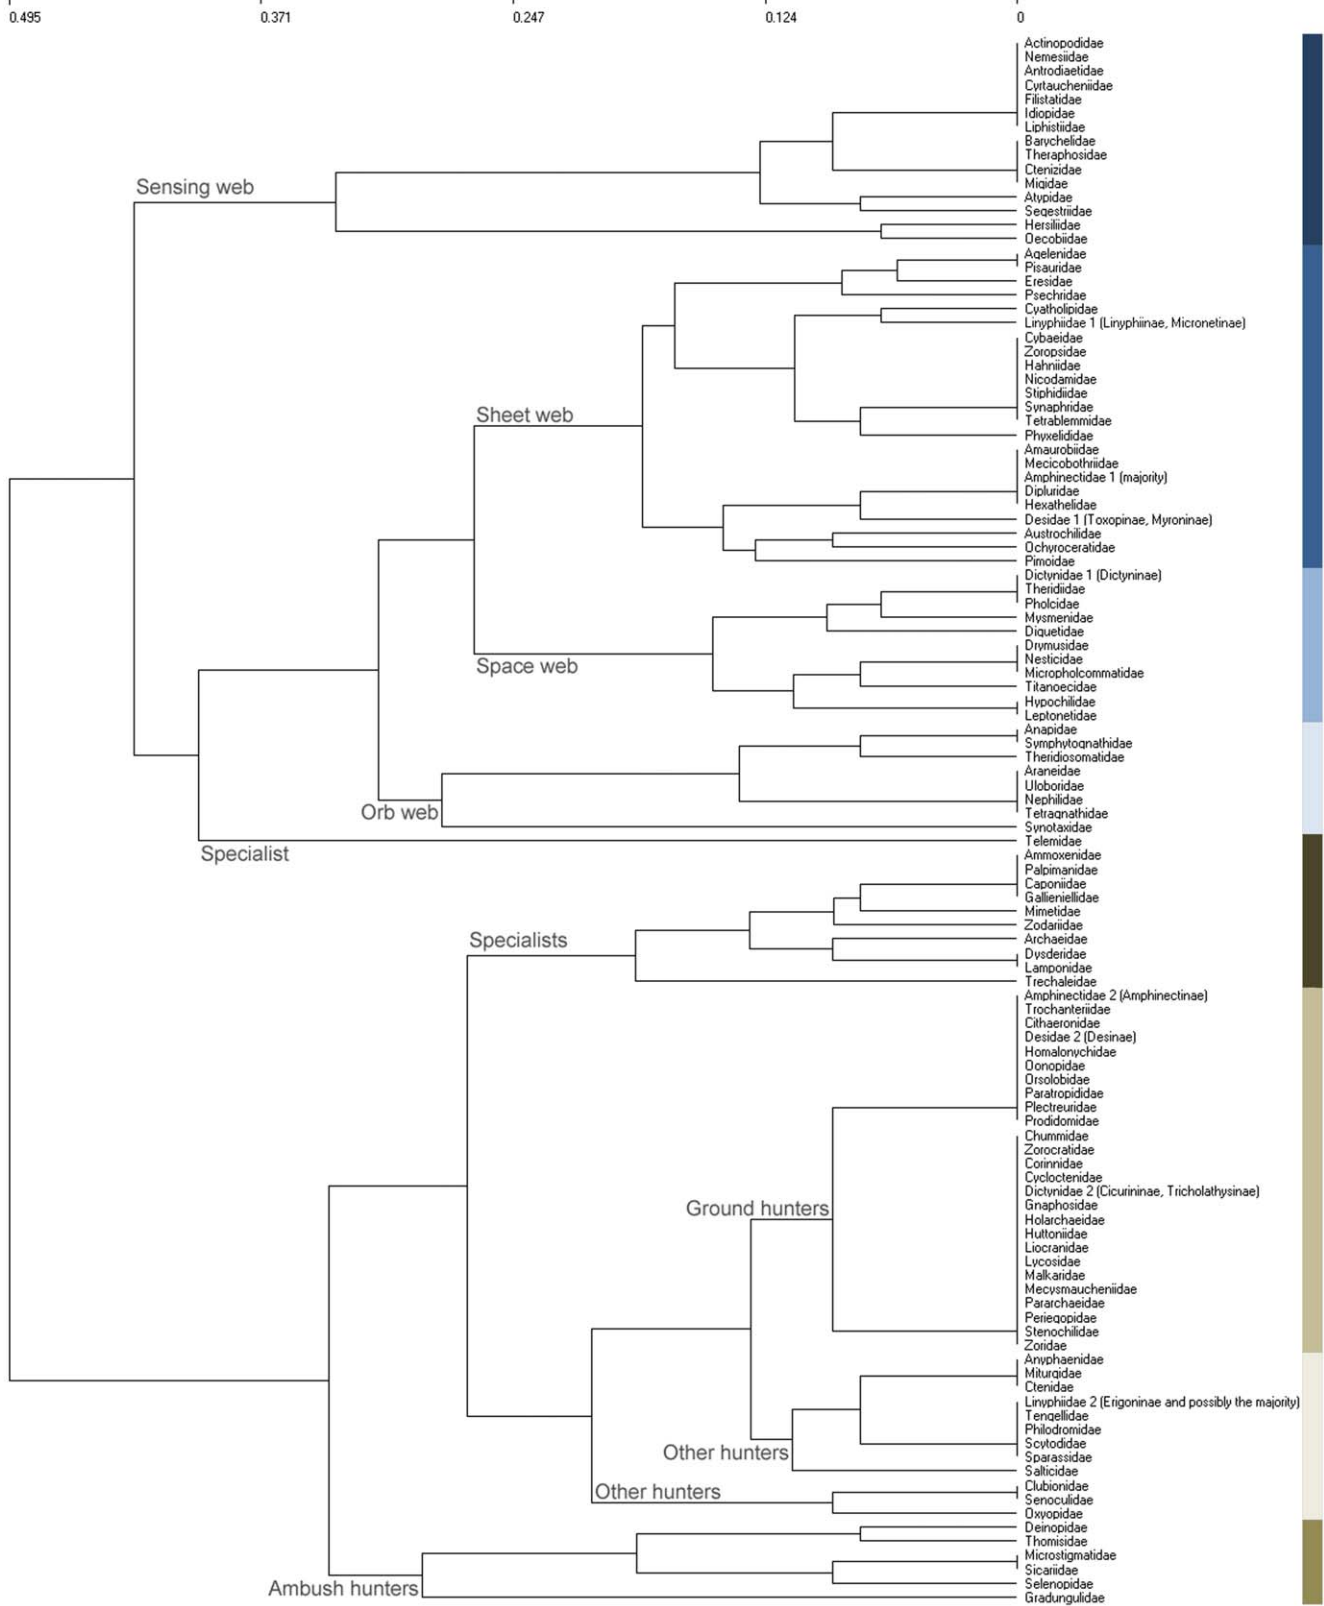 0.495 0.371 0.247 0.124 0
Actinopodidae
Nemesiidae
Antrodiaetidae
Cyrtaucheniidae
Filistatidae
Idiopidae
Liphistiidae
Barychelidae
Theraphosidae
Ctenizidae
Migidae
Sensing web
Atypidae
Segestriidae
Hersiliidae
Oecobiidae
Agelenidae
Pisauridae
Eresidae
Psechridae
Cyatholipidae
Linyphiidae 1 (Linyphiinae, Micronetinae)
Cybaeidae
Zoropsidae
Hahniidae
Nicodamidae
Stiphidiidae
Synaphridae
Sheet web
Tetrablemmidae
Phyxelididae
Amaurobiidae
Mecicobothriidae
Amphinectidae 1 (majority)
Dipluridae
Hexathelidae
Desidae 1 (Toxopinae, Myroninae)
Austrochilidae
Ochyroceratidae
Pimoidae
Dictynidae 1 (Dictyninae)
Theridiidae
Pholcidae
Mysmenidae
Diguetidae
Drymusidae
Nesticidae
Space web
Micropholcommatidae
Titanoecidae
Hypochilidae
Leptonetidae
Anapidae
Symphytognathidae
Theridiosomatidae
Araneidae
Uloboridae
Nephilidae
Orb web
Tetragnathidae
Synotaxidae
Telemidae
Specialist
Ammoxenidae
Palpimanidae
Caponiidae
Gallieniellidae
Mimetidae
Zodariidae
Specialists
Archaeidae
Dysderidae
Lamponidae
Trechaleidae
Amphinectidae 2 (Amphinectinae)
Trochanteriidae
Cithaeronidae
Desidae 2 (Desinae)
Homalonychidae
Oonopidae
Orsolobidae
Paratropididae
Plectreuridae
Prodidomidae
Chummidae
Zorocratidae
Corinnidae
Cycloctenidae
Dictynidae 2 (Cicurininae, Tricholathysinae)
Gnaphosidae
Ground hunters
Holarchaeidae
Huttoniidae
Liocranidae
Lycosidae
Malkaridae
Mecysmaucheniidae
Pararchaeidae
Periegopidae
Stenochilidae
Zoridae
Anyphaenidae
Miturgidae
Ctenidae
Linyphiidae 2 (Erigoninae and possibly the majority)
Tengellidae
Philodromidae
Scytodidae
Other hunters
Sparassidae
Salticidae
Clubionidae
Other hunters
Senoculidae
Oxyopidae
Deinopidae
Thomisidae
Microstigmatidae
Sicariidae
Selenopidae
Ambush hunters
Gradungulidae